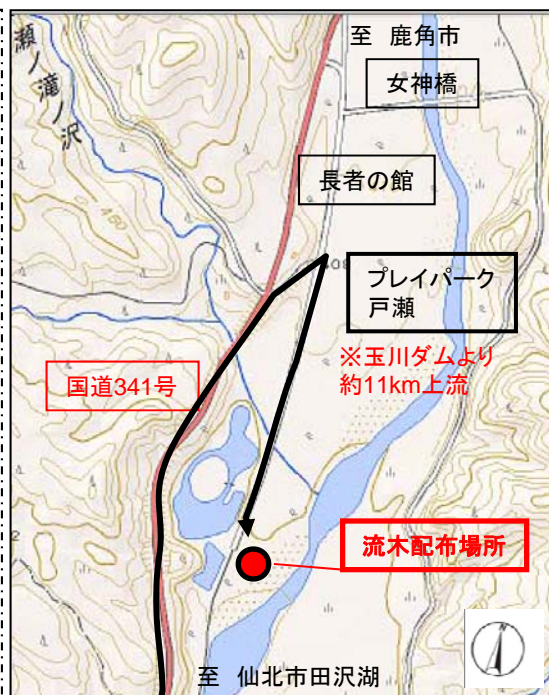 至 鹿角市
瀬ノ滝ノ沢
女神橋
長者の館
プレイパーク
戸瀬
※玉川ダムより
約11km上流
国道341号
流木配布場所
至 仙北市田沢湖